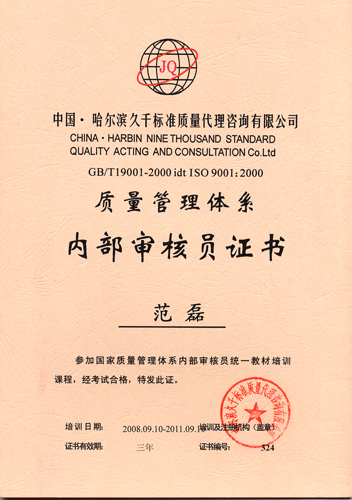 JQ
中国·哈尔滨久千标准质量代理咨询有限公司
CHINA·HARBIN NINE THOUSAND STANDARD
QUALITY ACTING AND CONSULTATION Co.Ltd
GB/T19001-2000 idt ISO 9001:2000
质量管理体系
内部审核员证书
范磊
参加国家质量管理体系内部审核员统一教材培训
课程，经考试合格，特发此证。
培训日期： 2008.09.10-2011.09. 培训及注册机构（盖章）
证书有效期： 三年 证书编号： 324